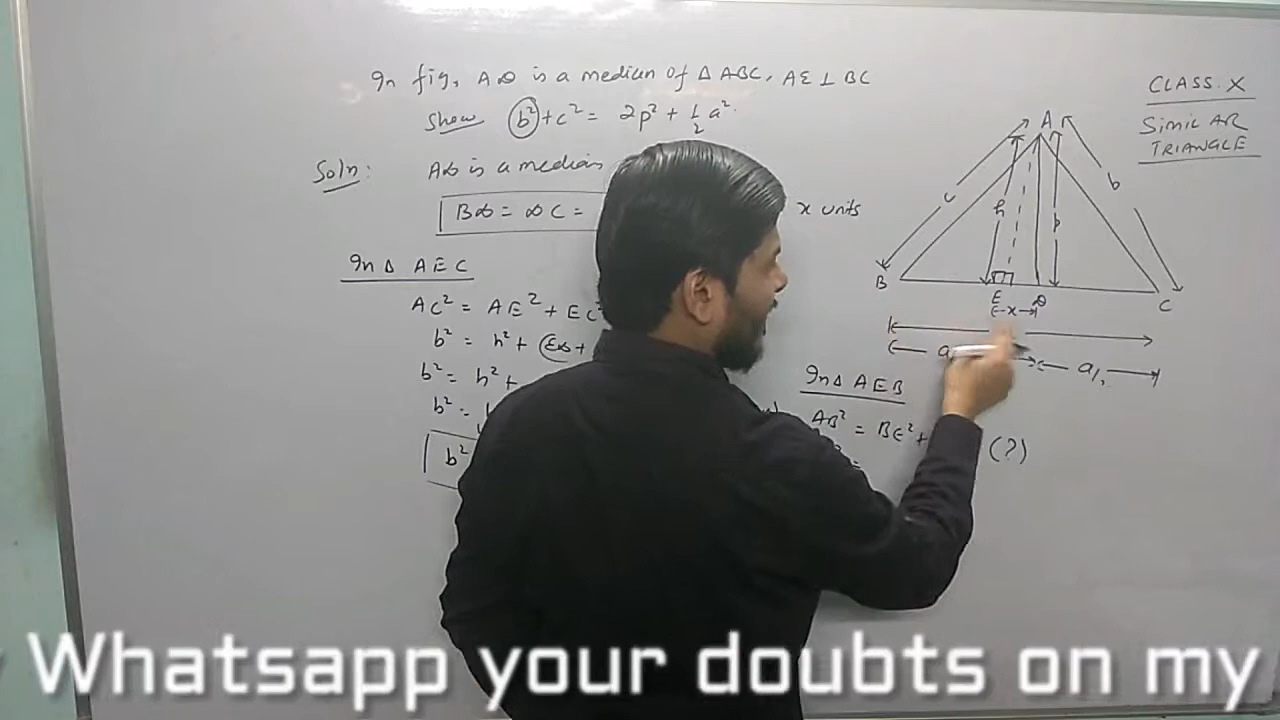 In fig, AD is a median of △ ABC, AE ⊥ BC
Show b² + c² = 2p² + 1/2 a².
Soln: AD is a median
BD = DC =
x units
In △ AEC
AC² = AE² + EC²
b² = h² +
b² = h² +
b² =
b²
In △ AEB
AB² = BE² +
=
(?)
CLASS. X
SIMILAR
TRIANGLE
A
c
b
h
p
B
E
D
C
x
a
a/2
Whatsapp your doubts on my